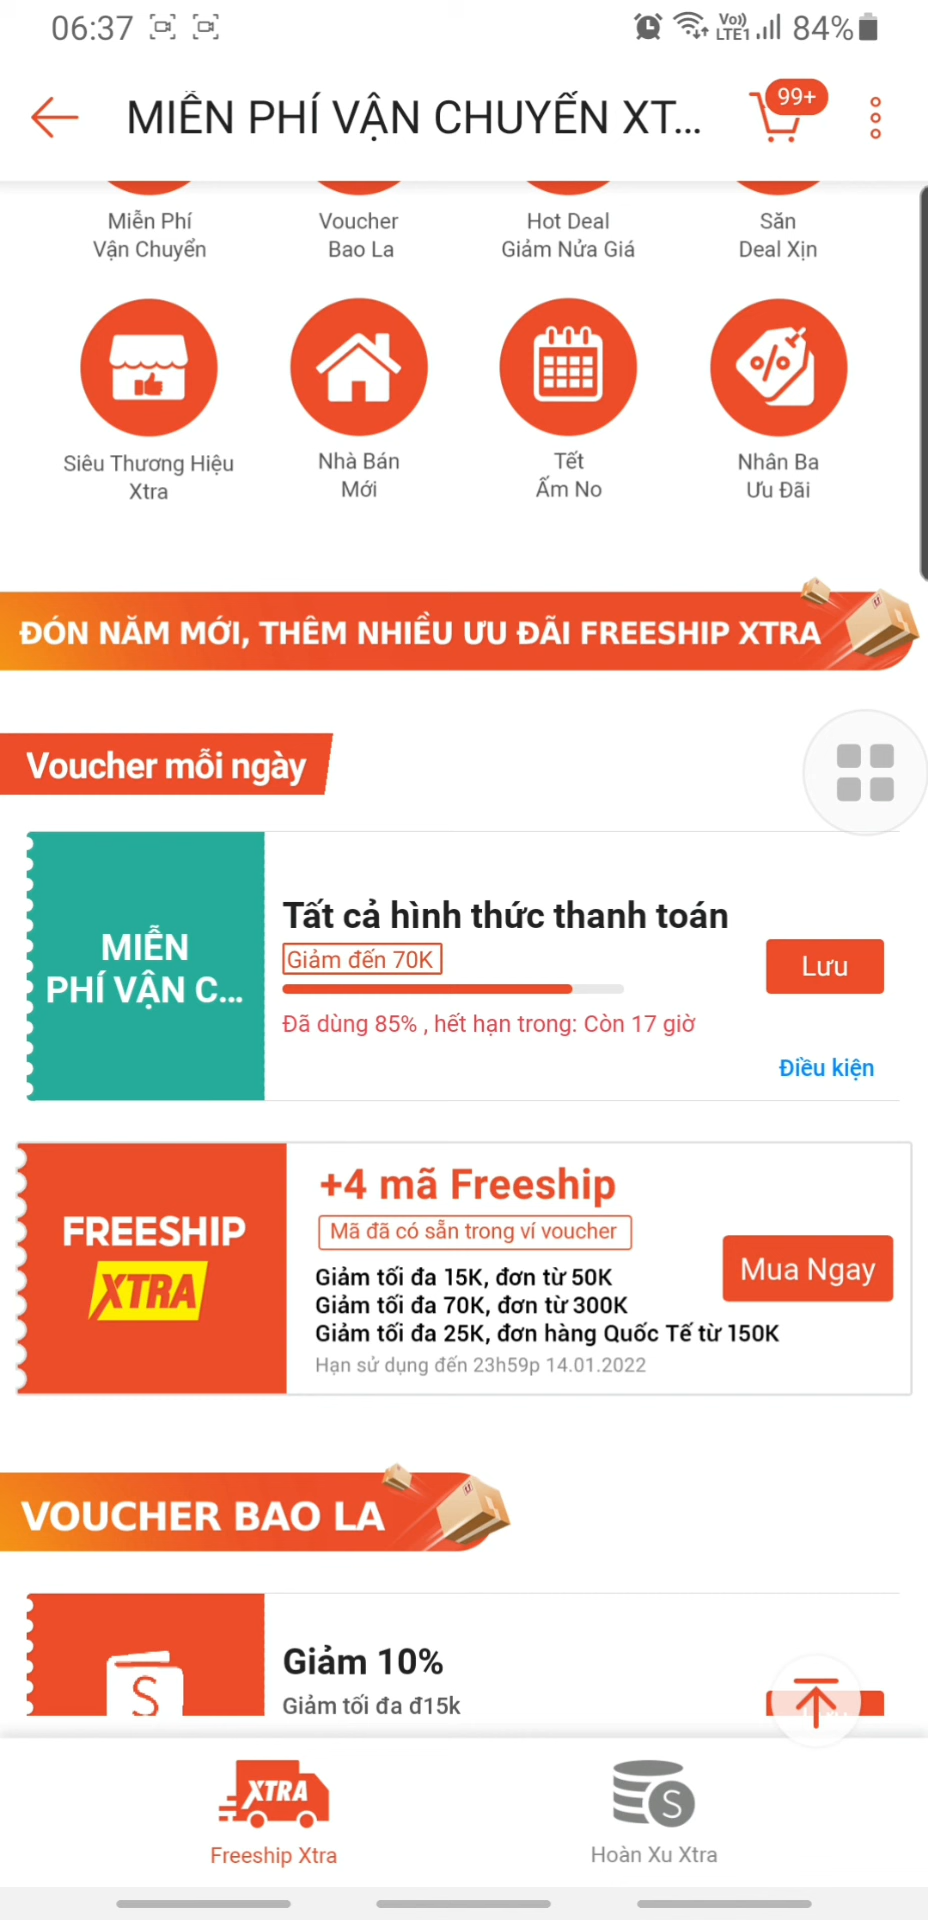 06:37 Vo)) LTE1 84%
MIỄN PHÍ VẬN CHUYỂN XT... 99+
Miễn Phí Vận Chuyển
Voucher Bao La
Hot Deal Giảm Nửa Giá
Săn Deal Xịn
Siêu Thương Hiệu Xtra
Nhà Bán Mới
Tết Ấm No
Nhân Ba Ưu Đãi
ĐÓN NĂM MỚI, THÊM NHIỀU ƯU ĐÃI FREESHIP XTRA
Voucher mỗi ngày
MIỄN
PHÍ VẬN C...
Tất cả hình thức thanh toán
Giảm đến 70K
Lưu
Đã dùng 85% , hết hạn trong: Còn 17 giờ
Điều kiện
FREESHIP
XTRA
+4 mã Freeship
Mã đã có sẵn trong ví voucher
Giảm tối đa 15K, đơn từ 50K
Giảm tối đa 70K, đơn từ 300K
Giảm tối đa 25K, đơn hàng Quốc Tế từ 150K
Hạn sử dụng đến 23h59p 14.01.2022
Mua Ngay
VOUCHER BAO LA
S
Giảm 10%
Giảm tối đa đ15k
XTRA
Freeship Xtra
S
Hoàn Xu Xtra